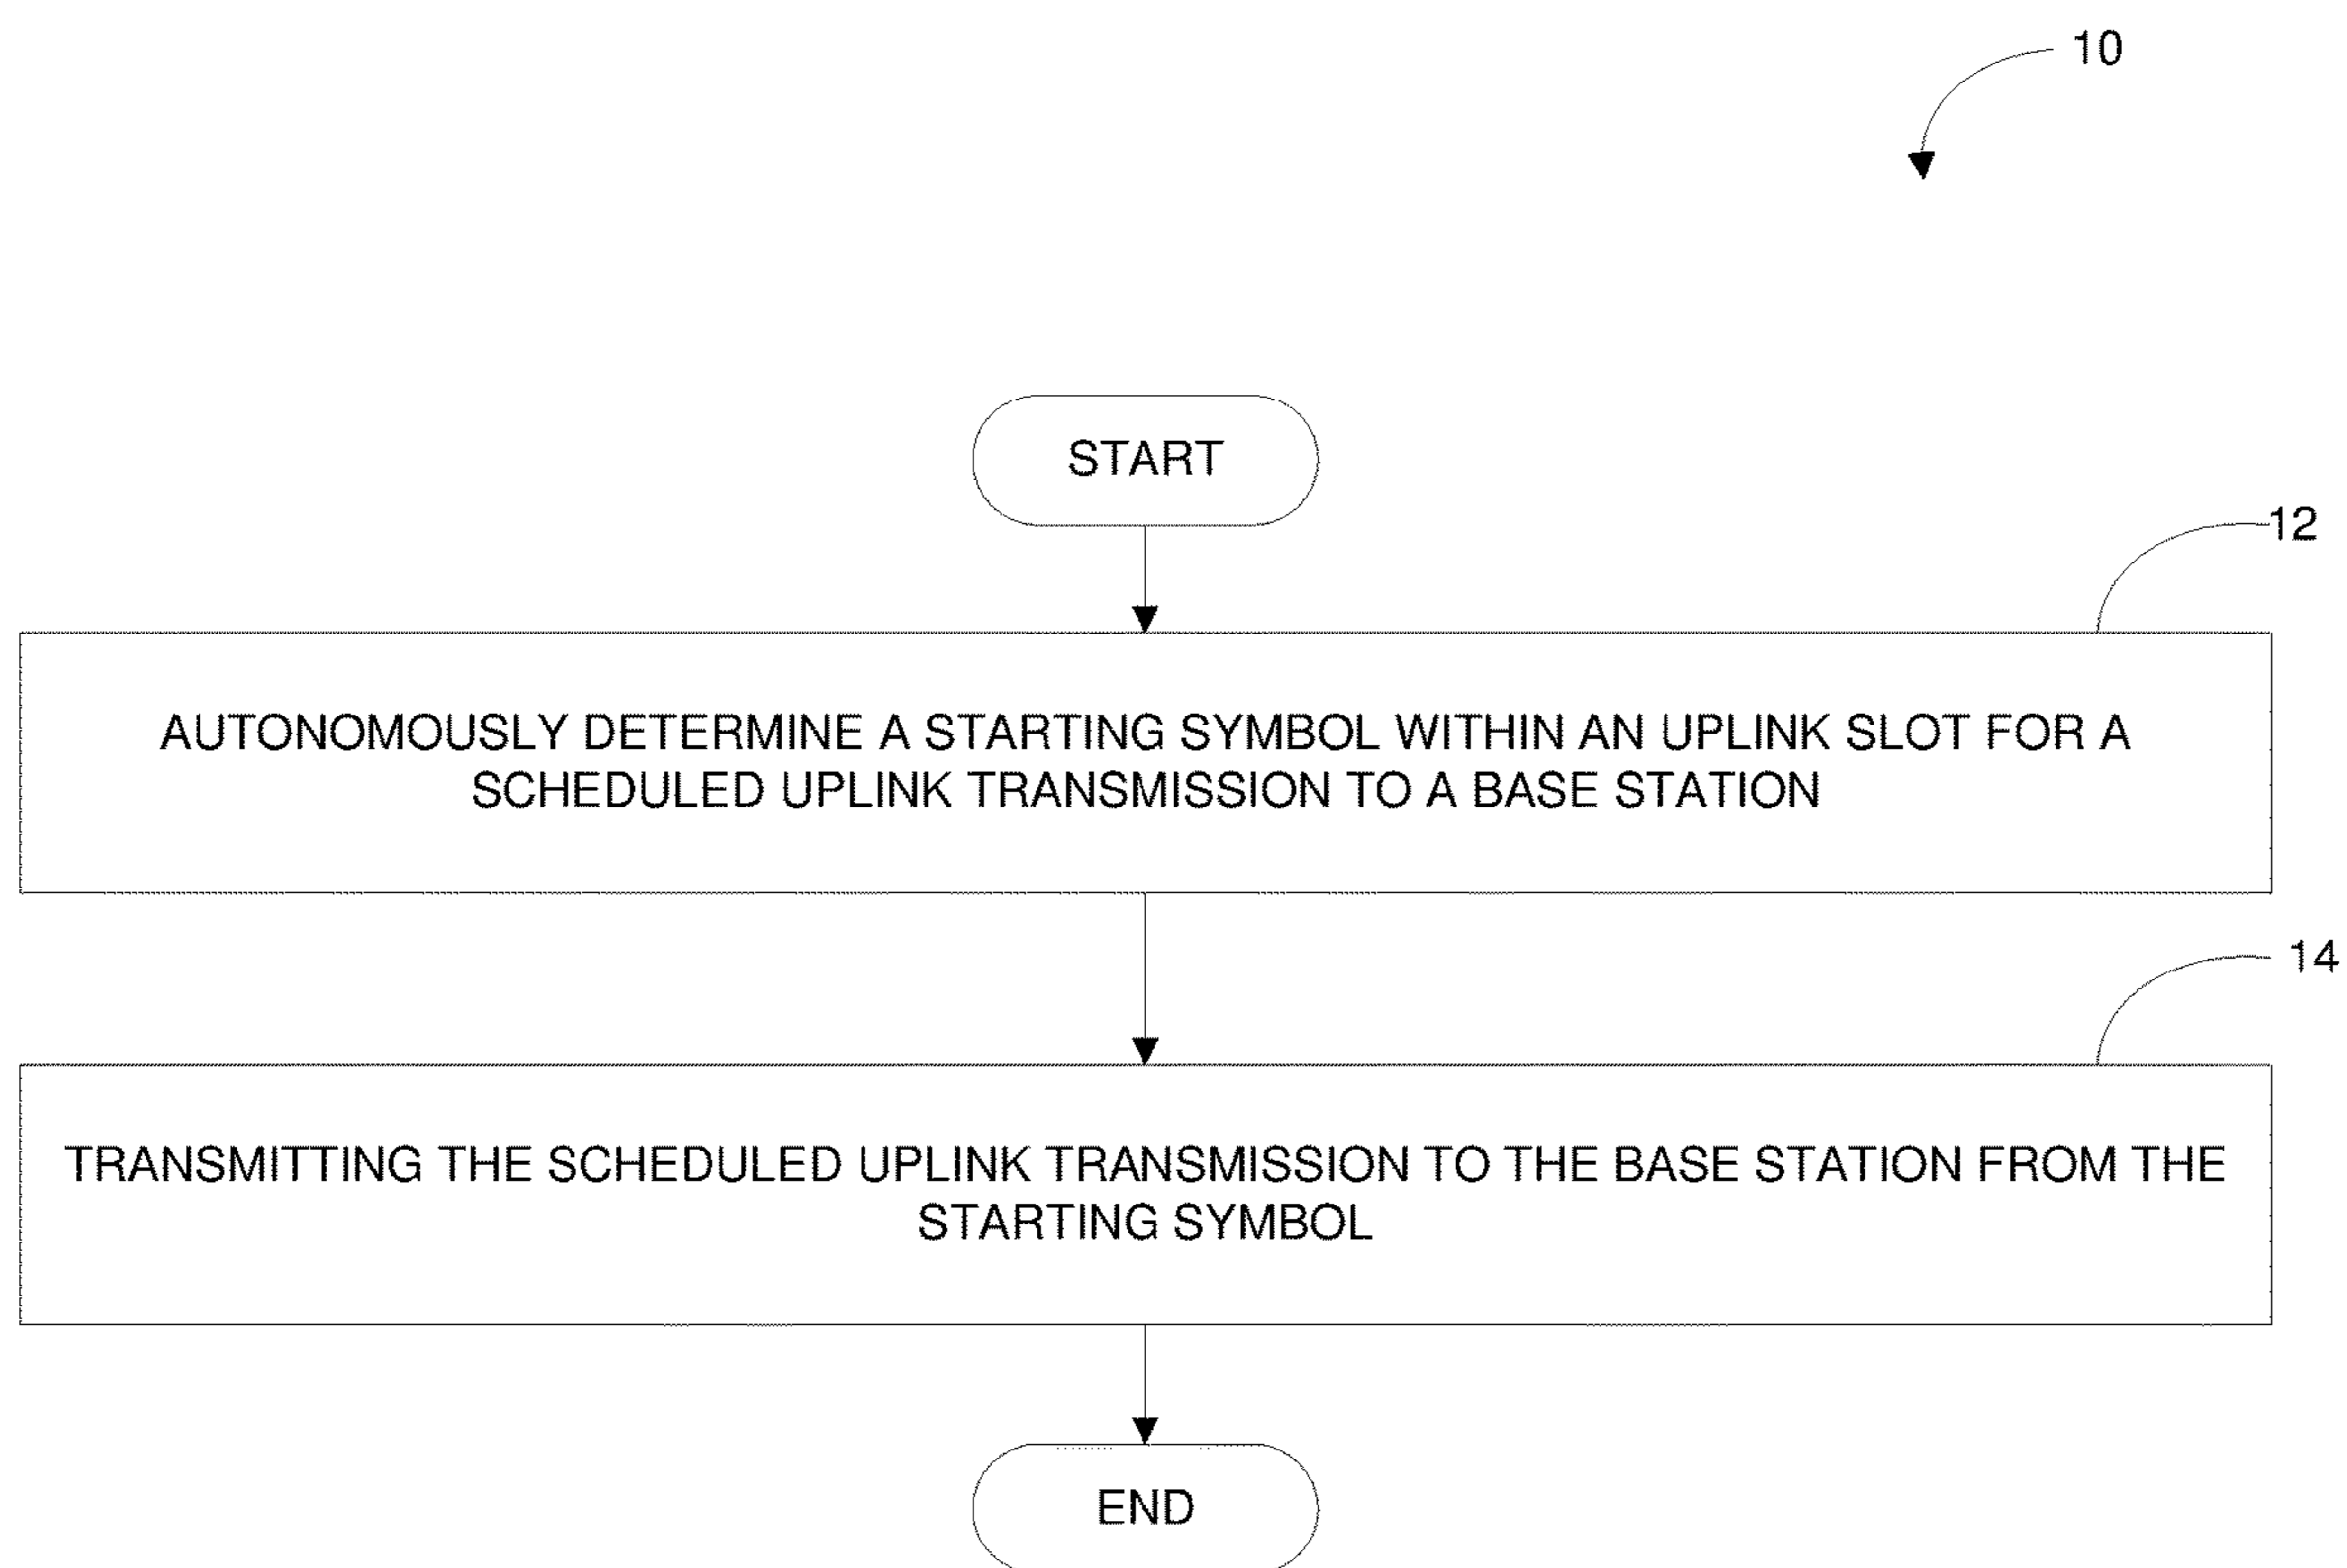 10
START
12
AUTONOMOUSLY DETERMINE A STARTING SYMBOL WITHIN AN UPLINK SLOT FOR A
SCHEDULED UPLINK TRANSMISSION TO A BASE STATION
14
TRANSMITTING THE SCHEDULED UPLINK TRANSMISSION TO THE BASE STATION FROM THE
STARTING SYMBOL
END